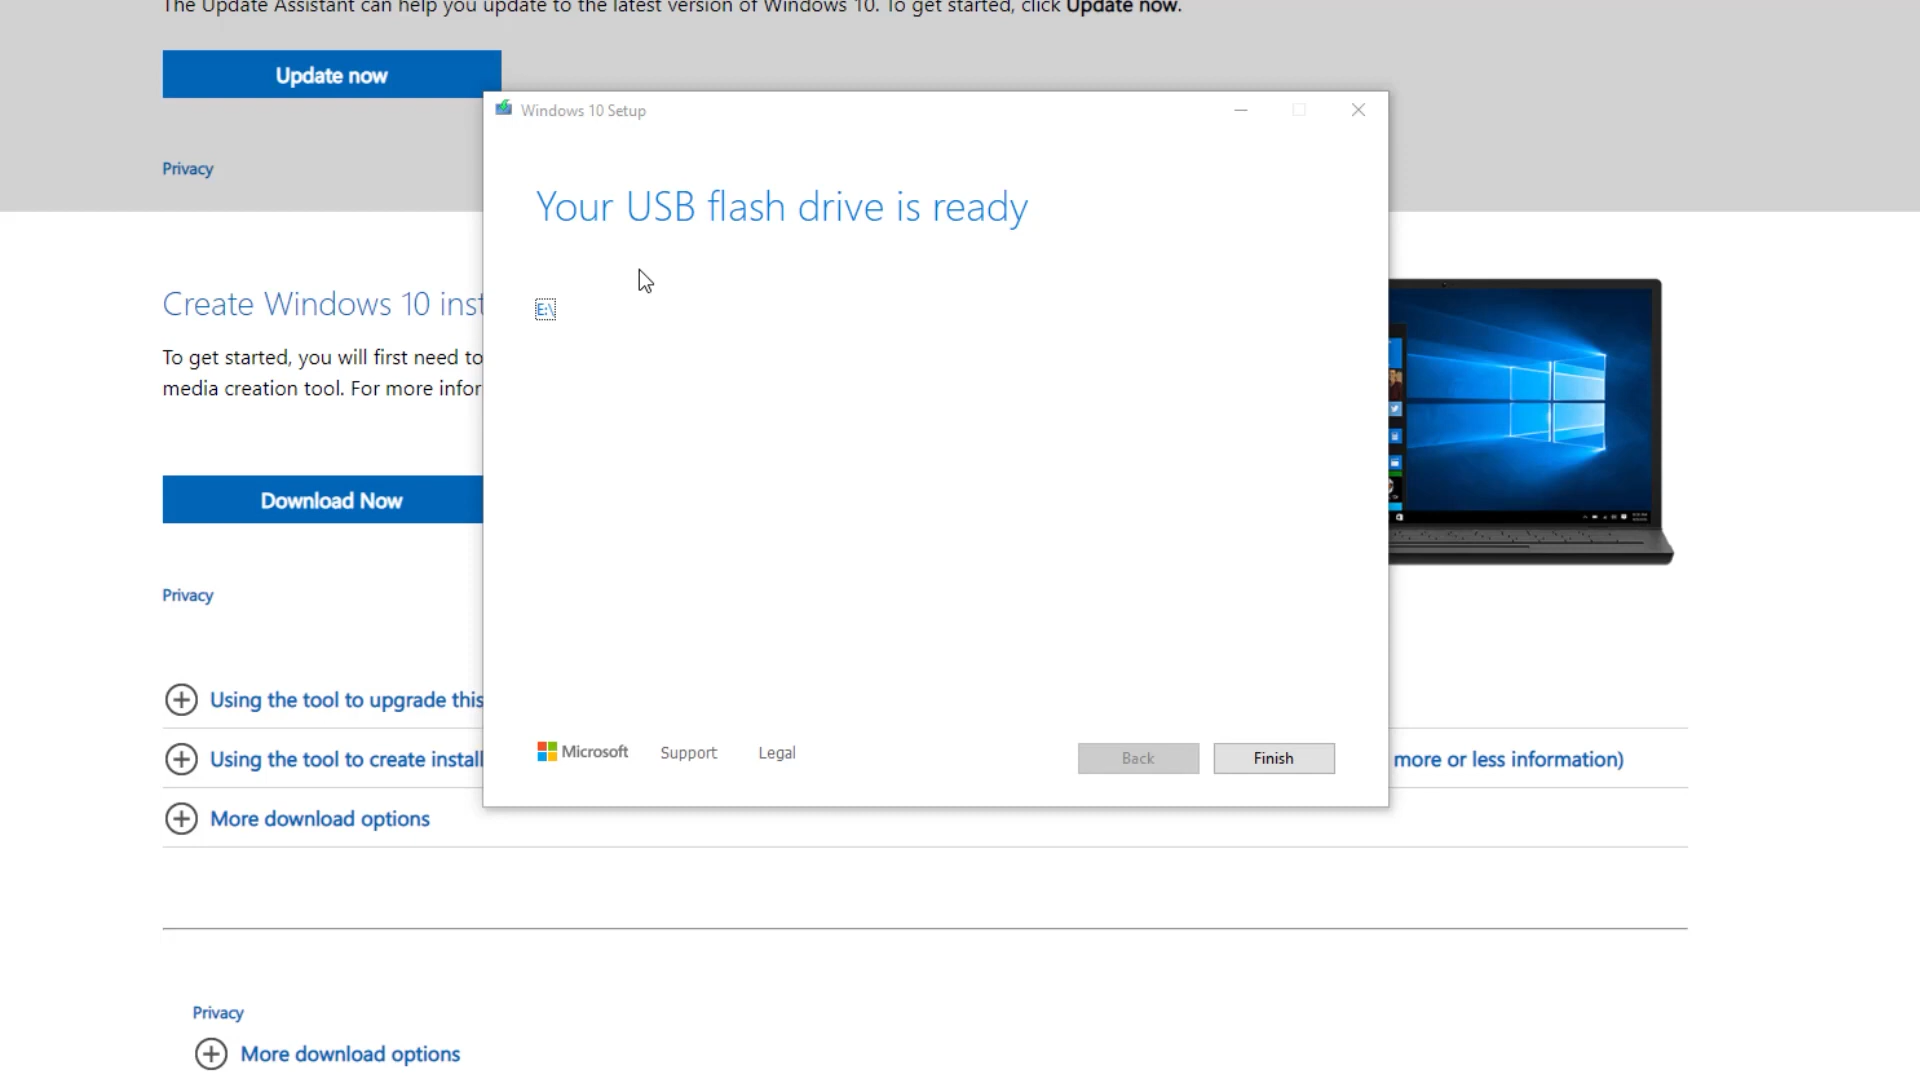 The Update Assistant can help you update to the latest version of Windows 10. To get started, click Update now.
Update now
Privacy
Windows 10 Setup
Your USB flash drive is ready
E:\
Create Windows 10 inst
To get started, you will first need to
media creation tool. For more infor
Download Now
Privacy
Using the tool to upgrade this
Using the tool to create install
more or less information)
More download options
Microsoft
Support
Legal
Back
Finish
Privacy
More download options